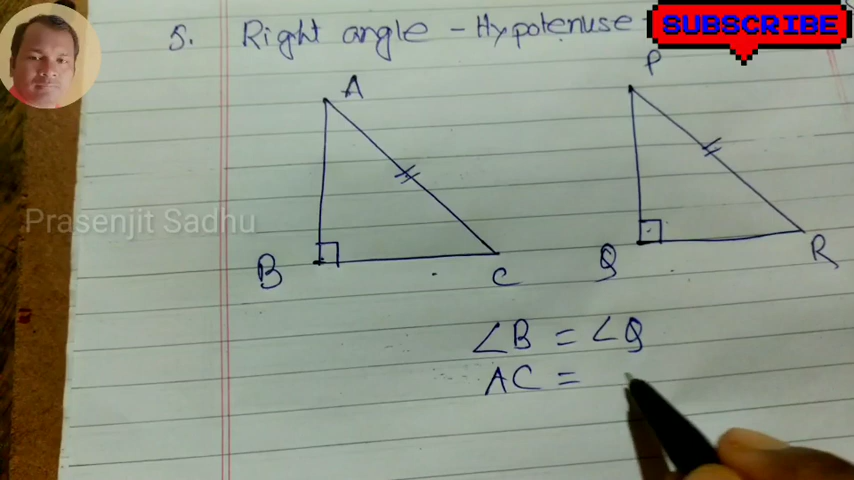 5. Right angle - Hypotenuse -
SUBSCRIBE
A
P
Prasenjit Sadhu
B
C
Q
R
∠B = ∠Q
AC =